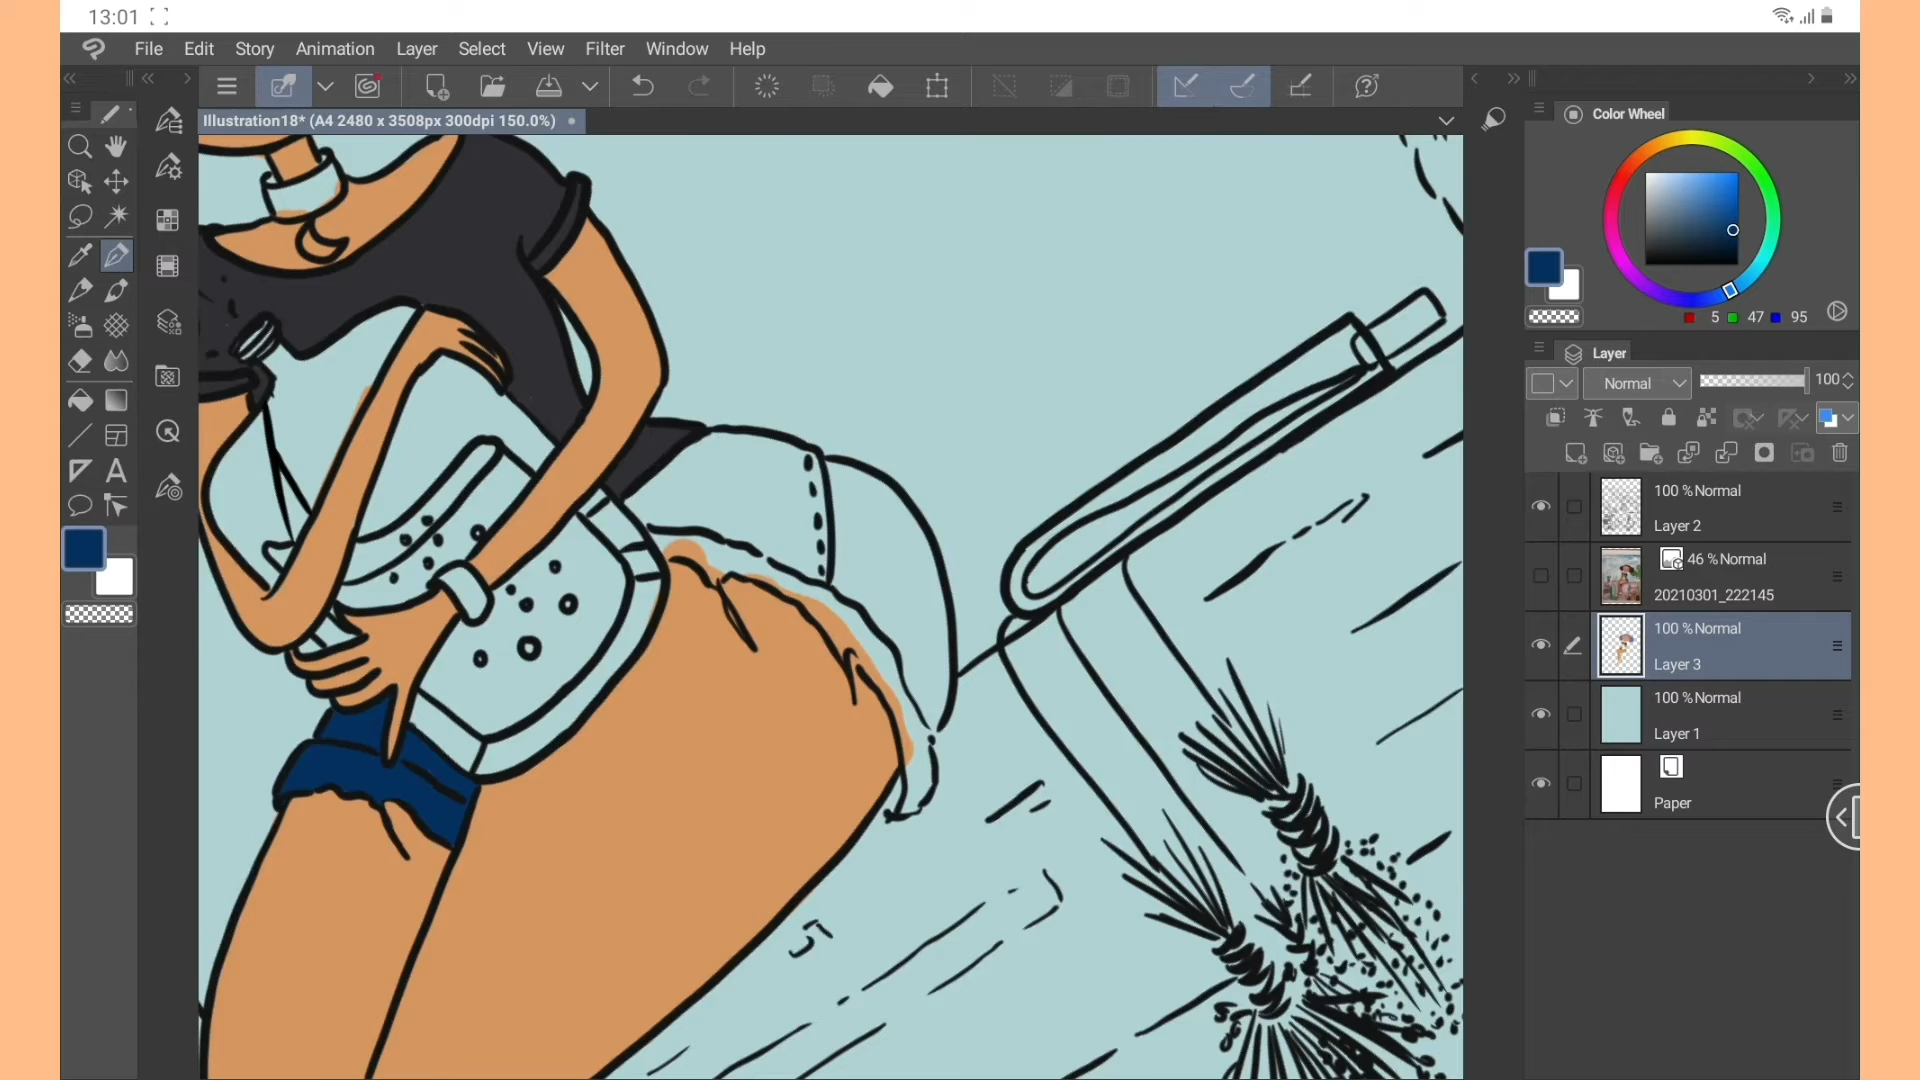 13:01
File Edit Story Animation Layer Select View Filter Window Help
Illustration18* (A4 2480 x 3508px 300dpi 150.0%)
Color Wheel
5 47 95
Layer
Normal 100
100 %Normal
Layer 2
46 %Normal
20210301_222145
100 %Normal
Layer 3
100 %Normal
Layer 1
Paper